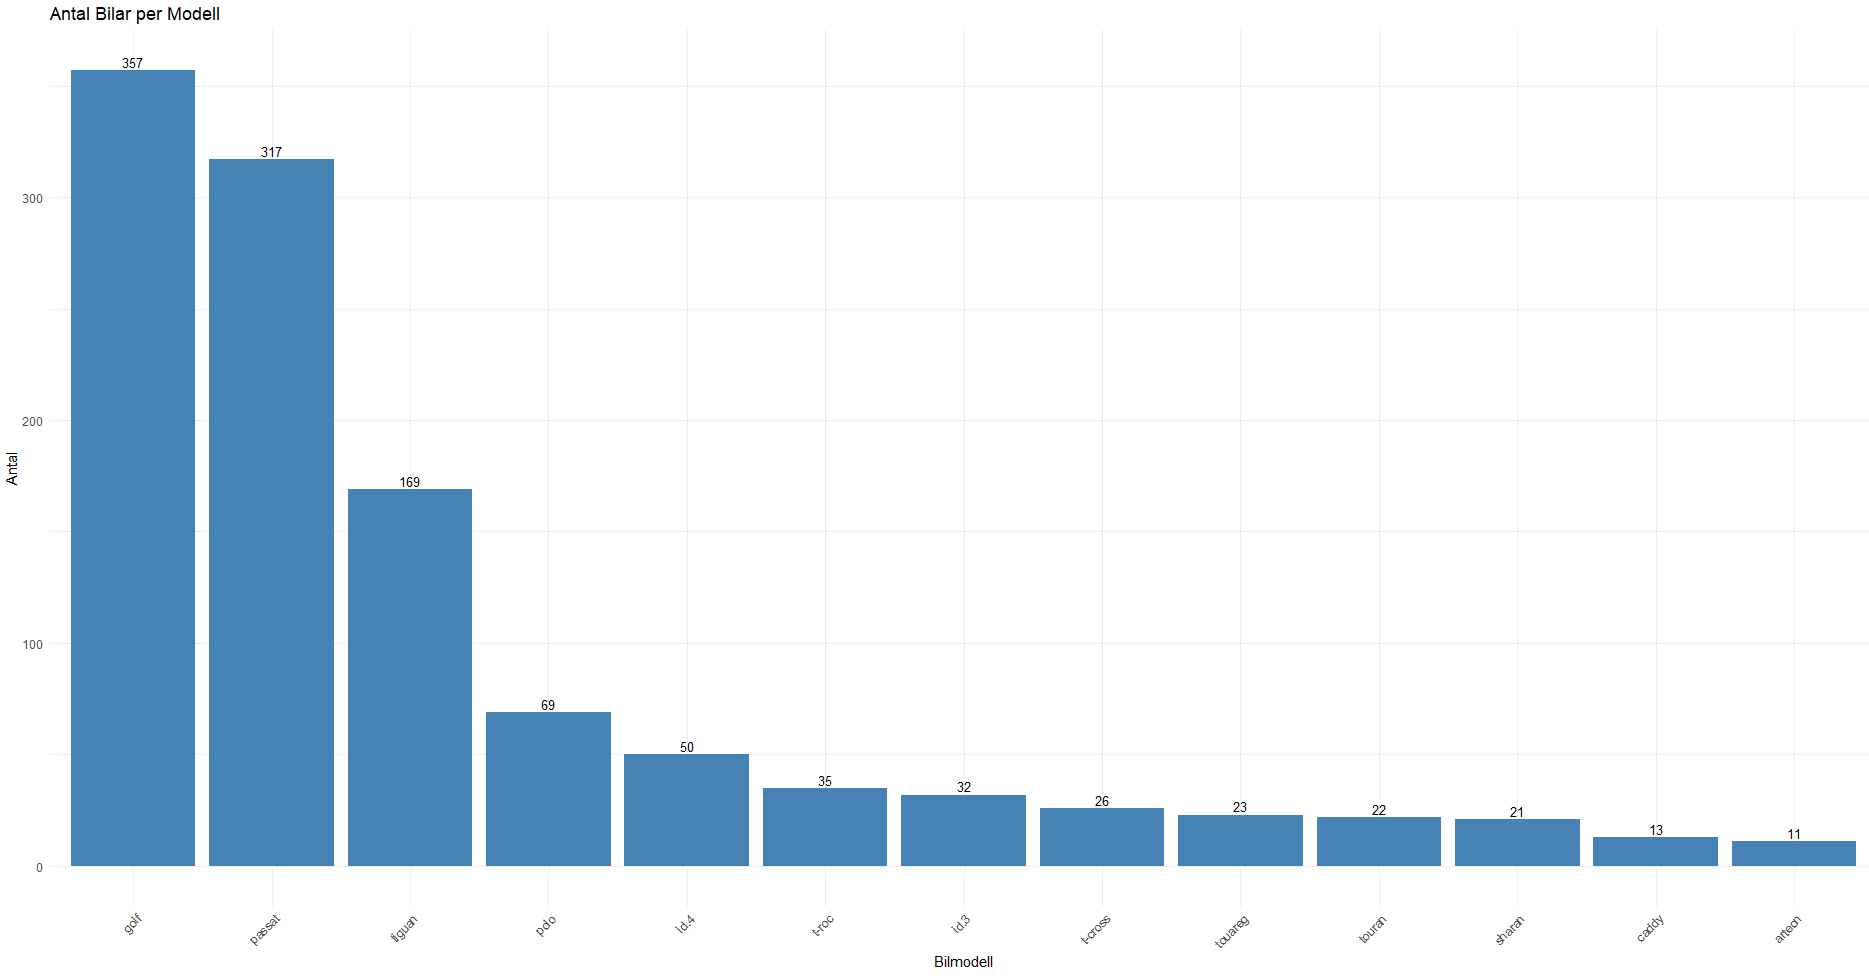 Antal Bilar per Modell
357
317
169
69
50
35
32
26
23
22
21
13
11
300
200
100
0
Antal
golf
passat
tiguan
polo
id.4
t-roc
id.3
t-cross
touareg
touran
sharan
caddy
arteon
Bilmodell